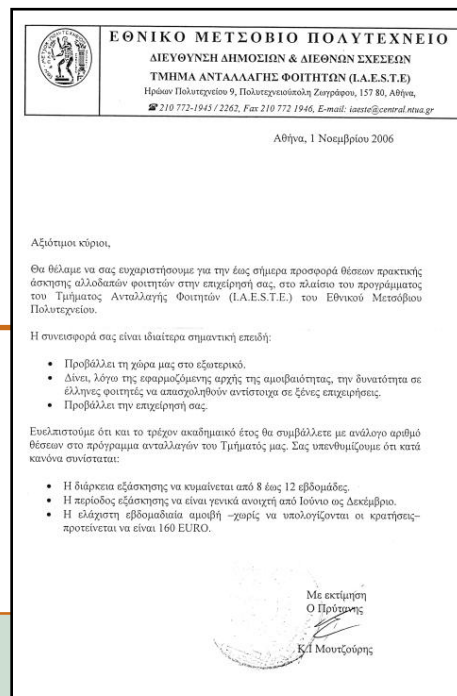 ΕΘΝΙΚΟ ΜΕΤΣΟΒΙΟ ΠΟΛΥΤΕΧΝΕΙΟ
ΔΙΕΥΘΥΝΣΗ ΔΗΜΟΣΙΩΝ & ΔΙΕΘΝΩΝ ΣΧΕΣΕΩΝ
ΤΜΗΜΑ ΑΝΤΑΛΛΑΓΗΣ ΦΟΙΤΗΤΩΝ (I.A.E.S.T.E)
Ηρώων Πολυτεχνείου 9, Πολυτεχνειούπολη Ζωγράφου, 157 80, Αθήνα,
☎ 210 772-1945 / 2262, Fax 210 772 1946, E-mail: iaeste@central.ntua.gr
Αθήνα, 1 Νοεμβρίου 2006
Αξιότιμοι κύριοι,
Θα θέλαμε να σας ευχαριστήσουμε για την έως σήμερα προσφορά θέσεων πρακτικής
άσκησης αλλοδαπών φοιτητών στην επιχείρησή σας, στο πλαίσιο του προγράμματος
του Τμήματος Ανταλλαγής Φοιτητών (I.A.E.S.T.E.) του Εθνικού Μετσόβιου
Πολυτεχνείου.
Η συνεισφορά σας είναι ιδιαίτερα σημαντική επειδή:
• Προβάλλει τη χώρα μας στο εξωτερικό.
• Δίνει, λόγω της εφαρμοζόμενης αρχής της αμοιβαιότητας, την δυνατότητα σε
έλληνες φοιτητές να απασχοληθούν αντίστοιχα σε ξένες επιχειρήσεις.
• Προβάλλει την επιχείρησή σας.
Ευελπιστούμε ότι και το τρέχον ακαδημαικό έτος θα συμβάλλετε με ανάλογο αριθμό
θέσεων στο πρόγραμμα ανταλλαγών του Τμήματός μας. Σας υπενθυμίζουμε ότι κατά
κανόνα συνίσταται:
• Η διάρκεια εξάσκησης να κυμαίνεται από 8 έως 12 εβδομάδες.
• Η περίοδος εξάσκησης να είναι γενικά ανοιχτή από Ιούνιο ως Δεκέμβριο.
• Η ελάχιστη εβδομαδιαία αμοιβή –χωρίς να υπολογίζονται οι κρατήσεις–
προτείνεται να είναι 160 EURO.
Με εκτίμηση
Ο Πρύτανης
Κ.Ι Μουτζούρης